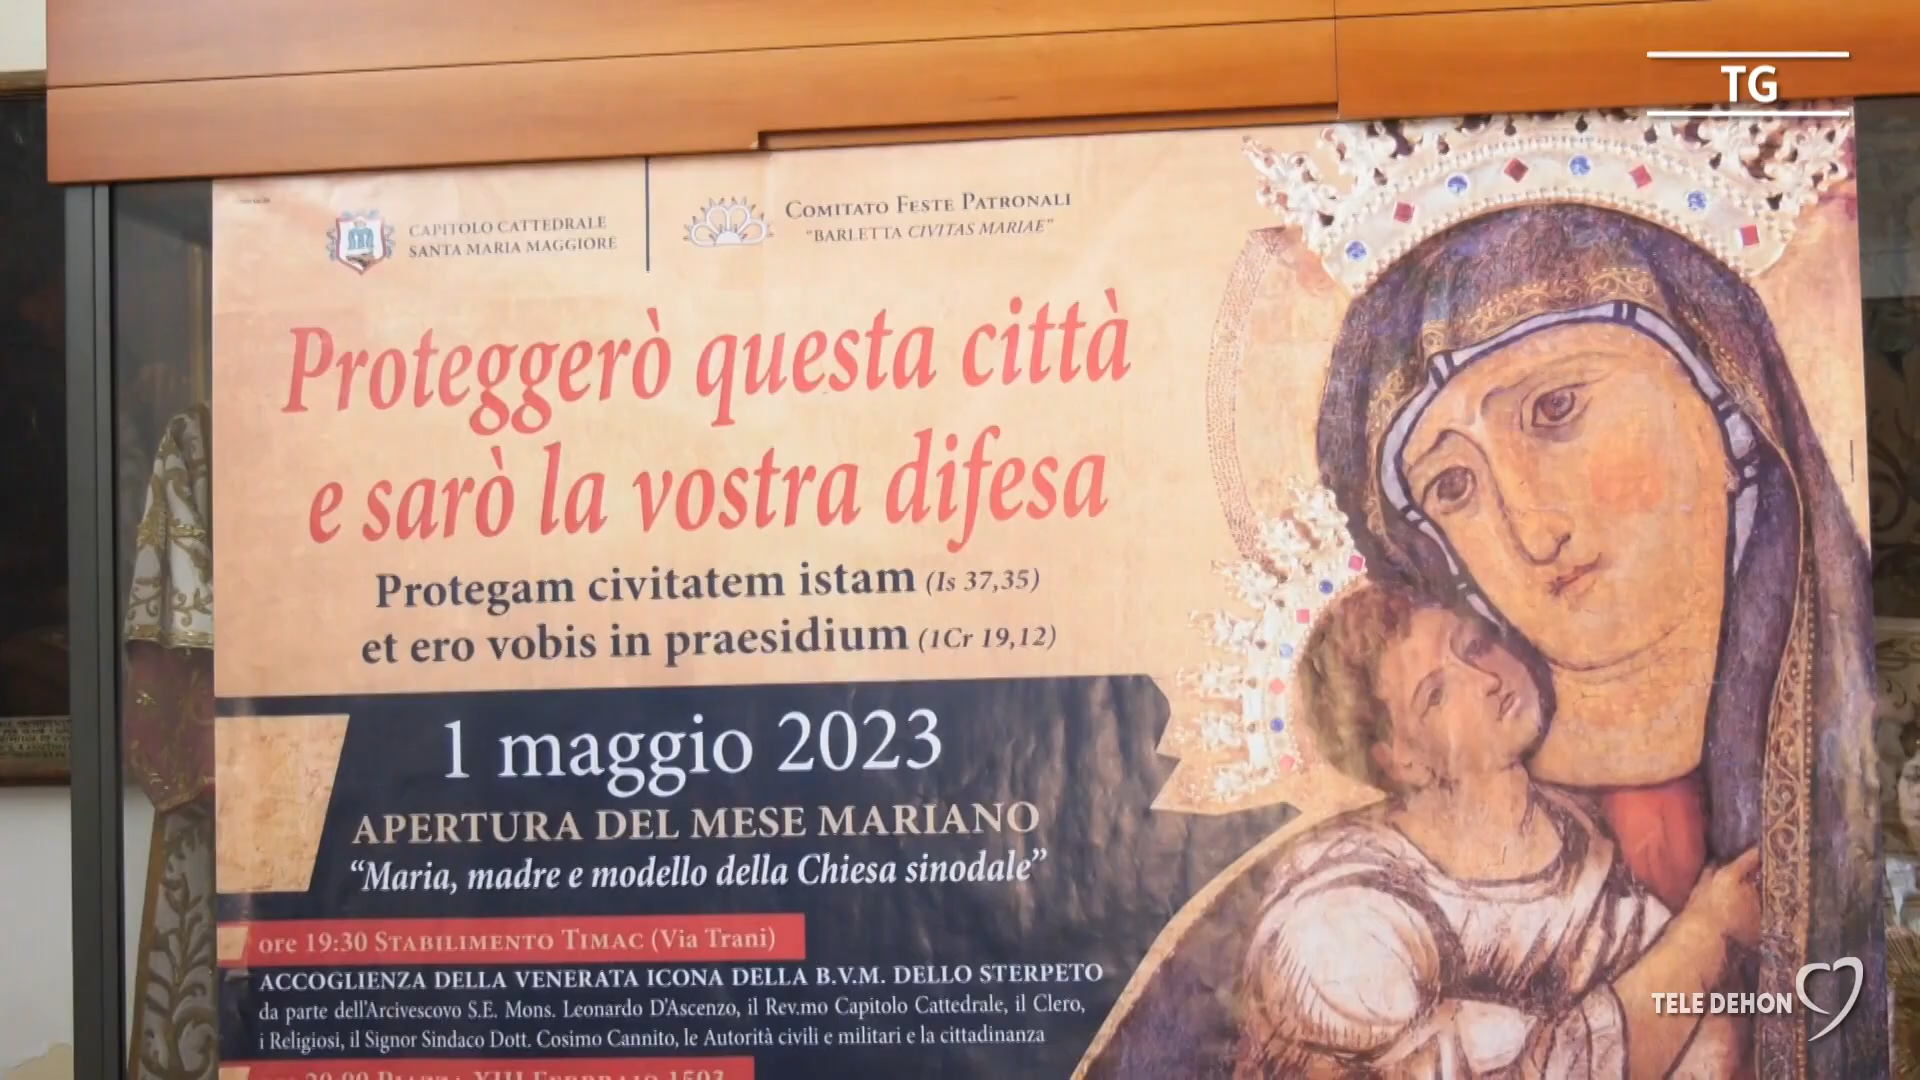 TG
CAPITOLO CATTEDRALE
SANTA MARIA MAGGIORE
COMITATO FESTE PATRONALI
“BARLETTA CIVITAS MARIAE”
Proteggerò questa città
e sarò la vostra difesa
Protegam civitatem istam (Is 37,35)
et ero vobis in praesidium (1Cr 19,12)
1 maggio 2023
APERTURA DEL MESE MARIANO
“Maria, madre e modello della Chiesa sinodale”
ore 19:30 STABILIMENTO TIMAC (Via Trani)
ACCOGLIENZA DELLA VENERATA ICONA DELLA B.V.M. DELLO STERPETO
da parte dell'Arcivescovo S.E. Mons. Leonardo D'Ascenzo, il Rev.mo Capitolo Cattedrale, il Clero,
i Religiosi, il Signor Sindaco Dott. Cosimo Cannito, le Autorità civili e militari e la cittadinanza
PIAZZA XIII FEBBRAIO 1503
TELE DEHON